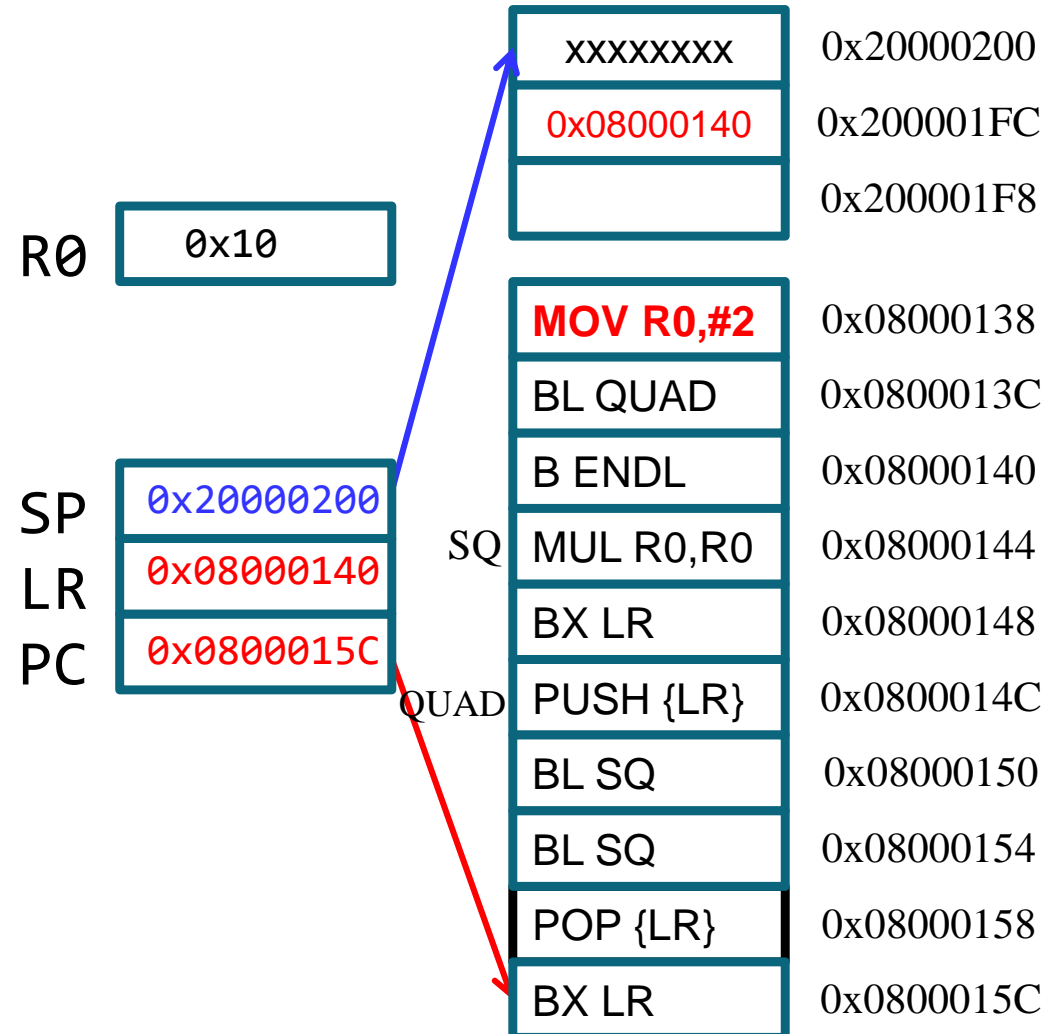 xxxxxxxx 0x20000200
0x08000140 0x200001FC
0x200001F8
R0 0x10
MOV R0,#2 0x08000138
BL QUAD 0x0800013C
B ENDL 0x08000140
SP 0x20000200
SQ MUL R0,R0 0x08000144
LR 0x08000140
BX LR 0x08000148
PC 0x0800015C
QUAD PUSH {LR} 0x0800014C
BL SQ 0x08000150
BL SQ 0x08000154
POP {LR} 0x08000158
BX LR 0x0800015C